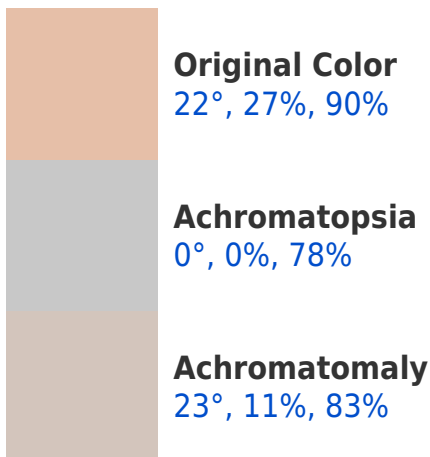 Original Color
22°, 27%, 90%
Achromatopsia
0°, 0%, 78%
Achromatomaly
23°, 11%, 83%